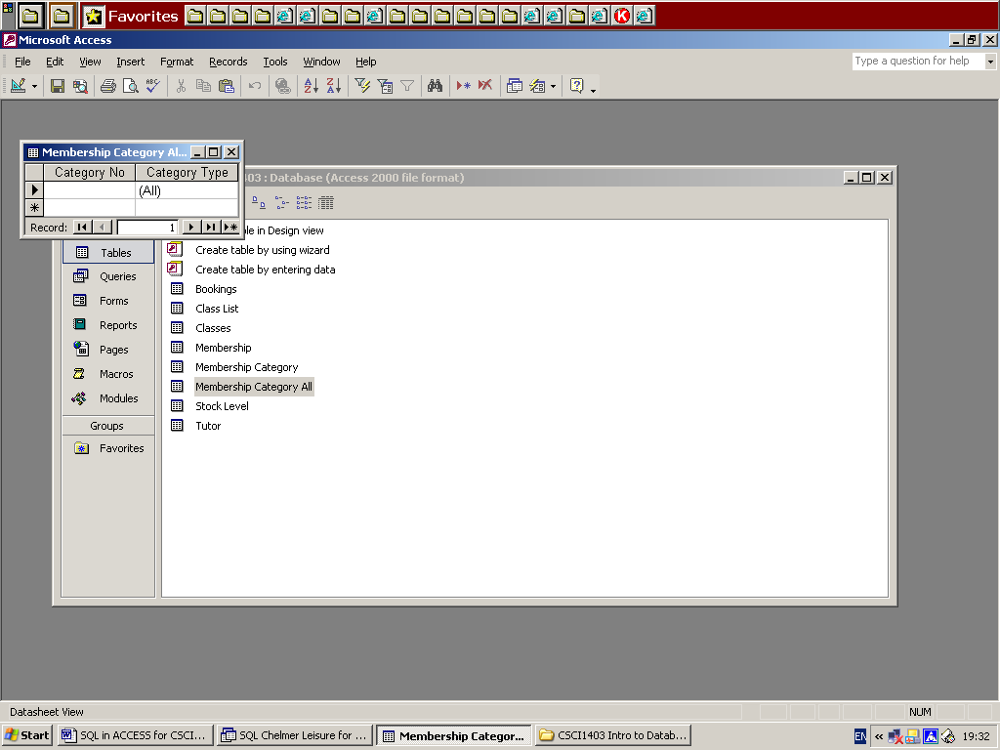 Favorites
Microsoft Access
File Edit View Insert Format Records Tools Window Help
Type a question for help
Membership Category Al...
Category No Category Type
(All)
Record: 1
03 : Database (Access 2000 file format)
le in Design view
Create table by using wizard
Create table by entering data
Bookings
Class List
Classes
Membership
Membership Category
Membership Category All
Stock Level
Tutor
Tables
Queries
Forms
Reports
Pages
Macros
Modules
Groups
Favorites
Datasheet View
NUM
Start
SQL in ACCESS for CSCI...
SQL Chelmer Leisure for ...
Membership Categor...
CSCI1403 Intro to Datab...
EN
19:32